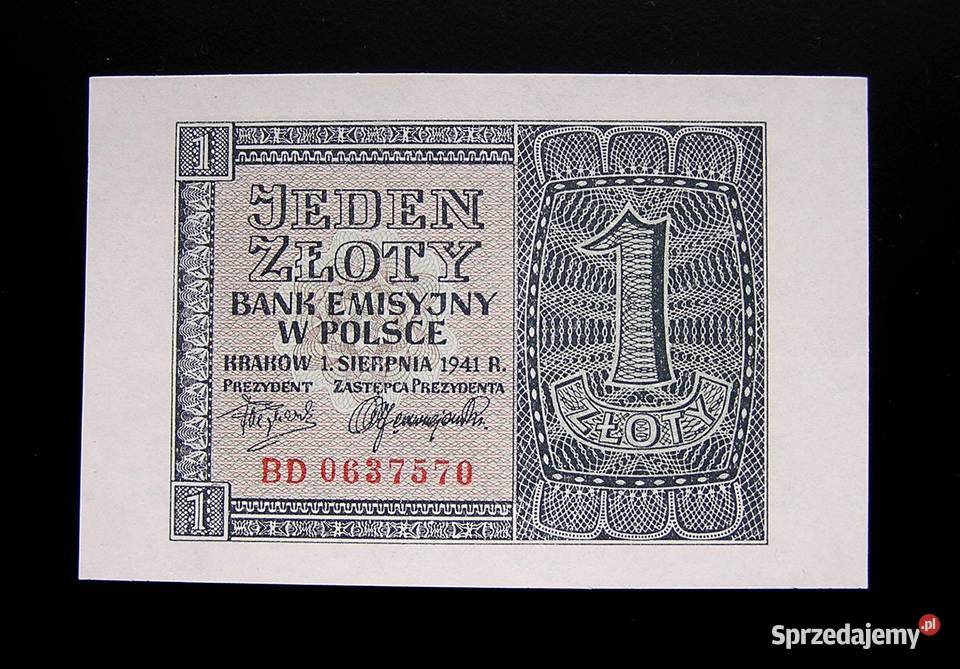 1
JEDEN
ZŁOTY
BANK EMISYJNY
W POLSCE
KRAKÓW 1. SIERPNIA 1941 R.
PREZYDENT ZASTĘPCA PREZYDENTA
BD 0637570
1
1
ZŁOTY
Sprzedajemy.pl